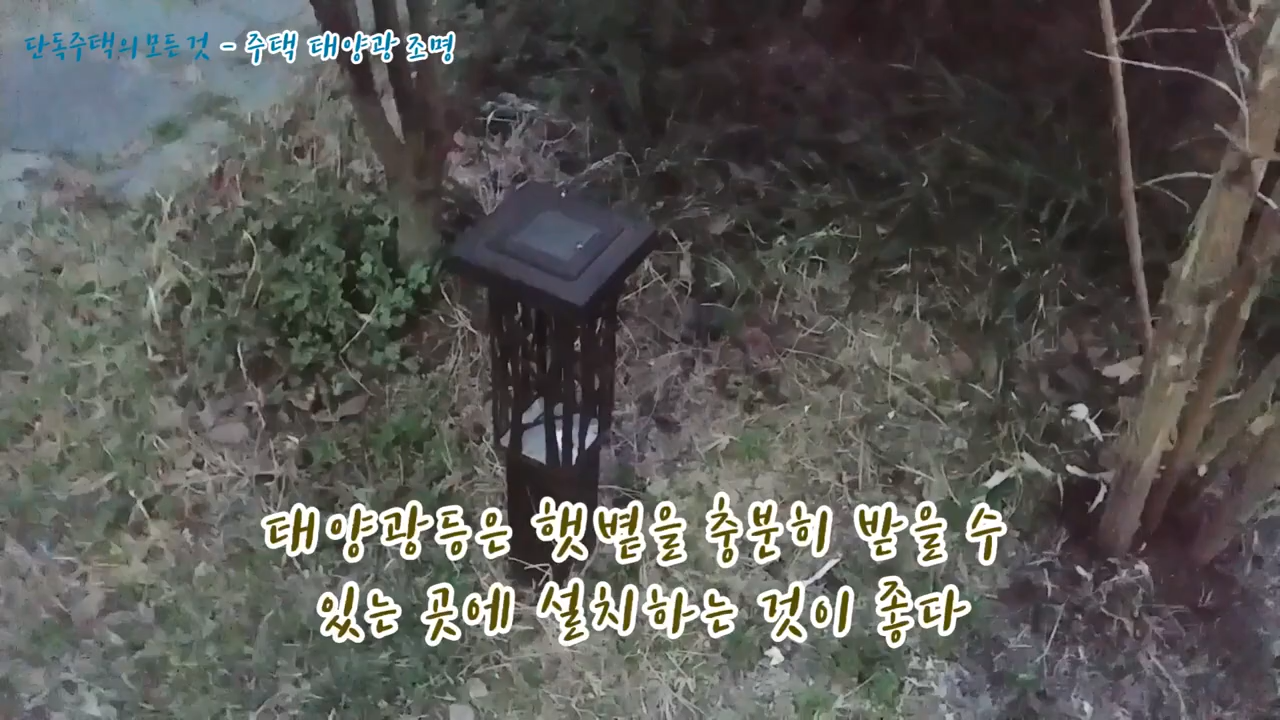 단독주택의 모든 것 - 주택 태양광 조명
태양광등은 햇볕을 충분히 받을 수
있는 곳에 설치하는 것이 좋다